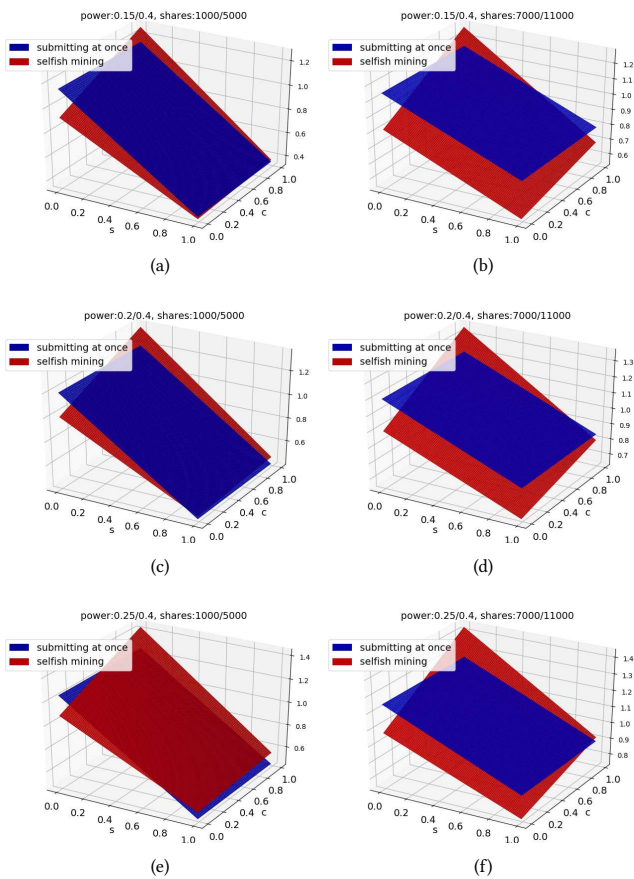 power:0.15/0.4, shares:1000/5000
submitting at once
selfish mining
1.2
1.0
0.8
0.6
0.4
0.0
0.2
0.4
0.6
0.8
1.0
s
0.0
0.2
0.4
0.6
0.8
1.0
c
(a)
power:0.15/0.4, shares:7000/11000
submitting at once
selfish mining
1.2
1.1
1.0
0.9
0.8
0.7
0.6
0.0
0.2
0.4
0.6
0.8
1.0
s
0.0
0.2
0.4
0.6
0.8
1.0
c
(b)
power:0.2/0.4, shares:1000/5000
submitting at once
selfish mining
1.2
1.0
0.8
0.6
0.0
0.2
0.4
0.6
0.8
1.0
s
0.0
0.2
0.4
0.6
0.8
1.0
c
(c)
power:0.2/0.4, shares:7000/11000
submitting at once
selfish mining
1.3
1.2
1.1
1.0
0.9
0.8
0.7
0.0
0.2
0.4
0.6
0.8
1.0
s
0.0
0.2
0.4
0.6
0.8
1.0
c
(d)
power:0.25/0.4, shares:1000/5000
submitting at once
selfish mining
1.4
1.2
1.0
0.8
0.6
0.0
0.2
0.4
0.6
0.8
1.0
s
0.0
0.2
0.4
0.6
0.8
1.0
c
(e)
power:0.25/0.4, shares:7000/11000
submitting at once
selfish mining
1.4
1.3
1.2
1.1
1.0
0.9
0.8
0.0
0.2
0.4
0.6
0.8
1.0
s
0.0
0.2
0.4
0.6
0.8
1.0
c
(f)